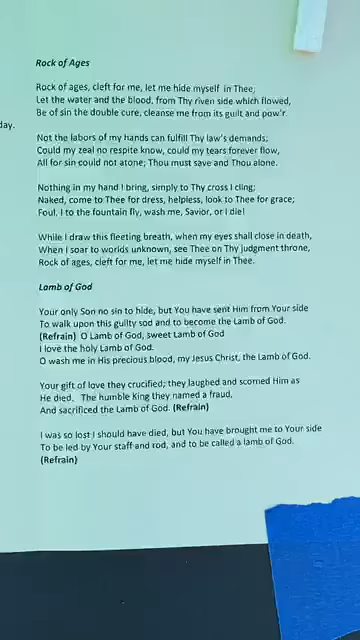 Rock of Ages
Rock of ages, cleft for me, let me hide myself in Thee;
Let the water and the blood, from Thy riven side which flowed,
Be of sin the double cure, cleanse me from its guilt and pow'r.
day.
Not the labors of my hands can fulfill Thy law's demands;
Could my zeal no respite know, could my tears forever flow,
All for sin could not atone; Thou must save and Thou alone.
Nothing in my hand I bring, simply to Thy cross I cling;
Naked, come to Thee for dress, helpless, look to Thee for grace;
Foul, I to the fountain fly, wash me, Savior, or I die!
While I draw this fleeting breath, when my eyes shall close in death,
When I soar to worlds unknown, see Thee on Thy judgment throne,
Rock of ages, cleft for me, let me hide myself in Thee.
Lamb of God
Your only Son no sin to hide, but You have sent Him from Your side
To walk upon this guilty sod and to become the Lamb of God.
(Refrain) O Lamb of God, sweet Lamb of God
I love the holy Lamb of God.
O wash me in His precious blood, my Jesus Christ, the Lamb of God.
Your gift of love they crucified; they laughed and scorned Him as
He died. The humble King they named a fraud,
And sacrificed the Lamb of God. (Refrain)
I was so lost I should have died, but You have brought me to Your side
To be led by Your staff and rod, and to be called a lamb of God.
(Refrain)